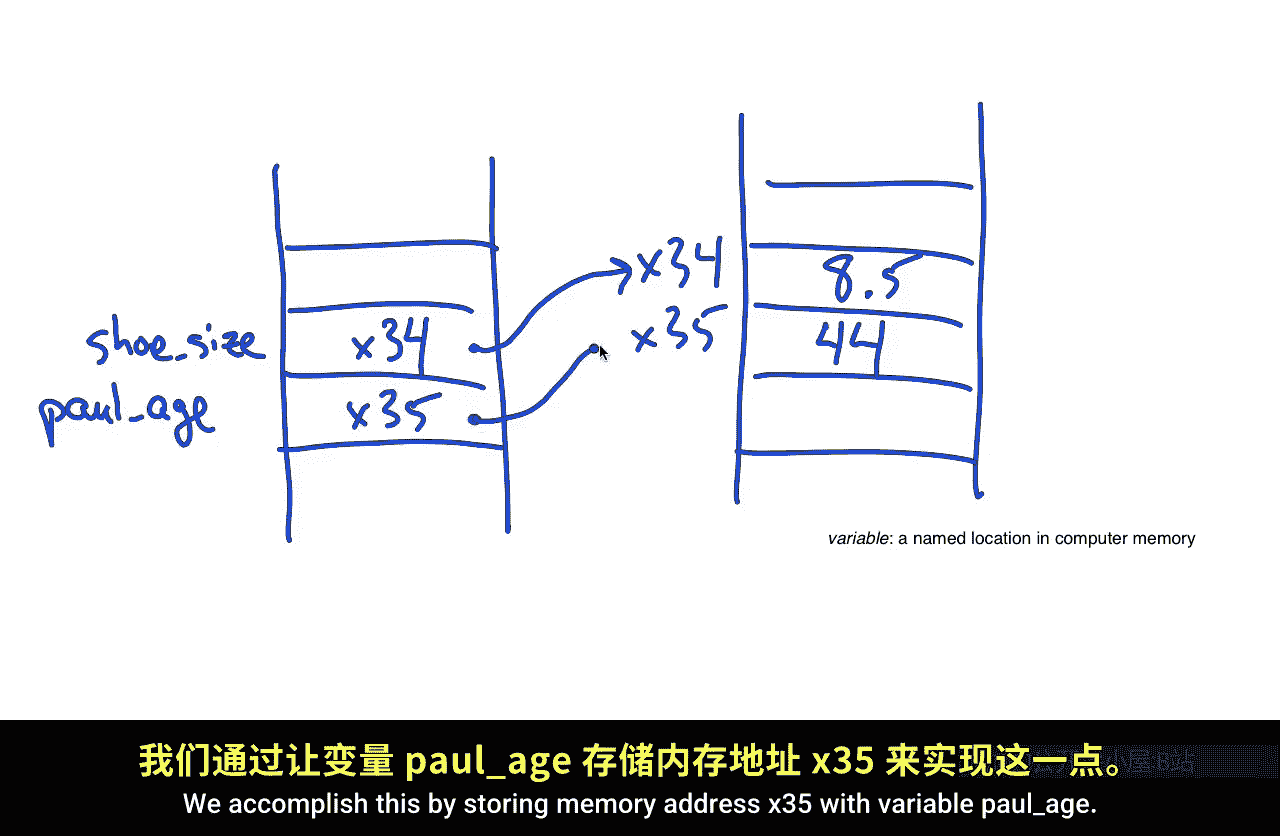 x34
8.5
x35
44
shoe_size
x34
paul_age
x35
variable: a named location in computer memory
我们通过让变量 paul_age 存储内存地址 x35 来实现这一点。
We accomplish this by storing memory address x35 with variable paul_age.